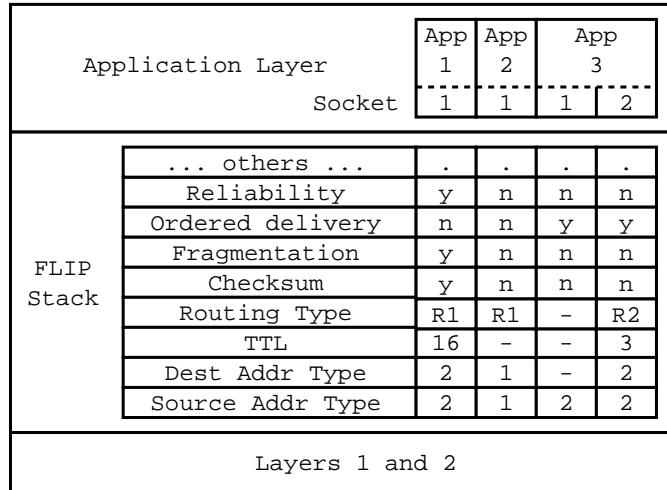 App App App
Application Layer 1 2 3
Socket 1 1 1 2
... others ... . . . .
Reliability y n n n
Ordered delivery n n y y
Fragmentation y n n n
FLIP Stack
Checksum y n n n
Routing Type R1 R1 - R2
TTL 16 - - 3
Dest Addr Type 2 1 - 2
Source Addr Type 2 1 2 2
Layers 1 and 2